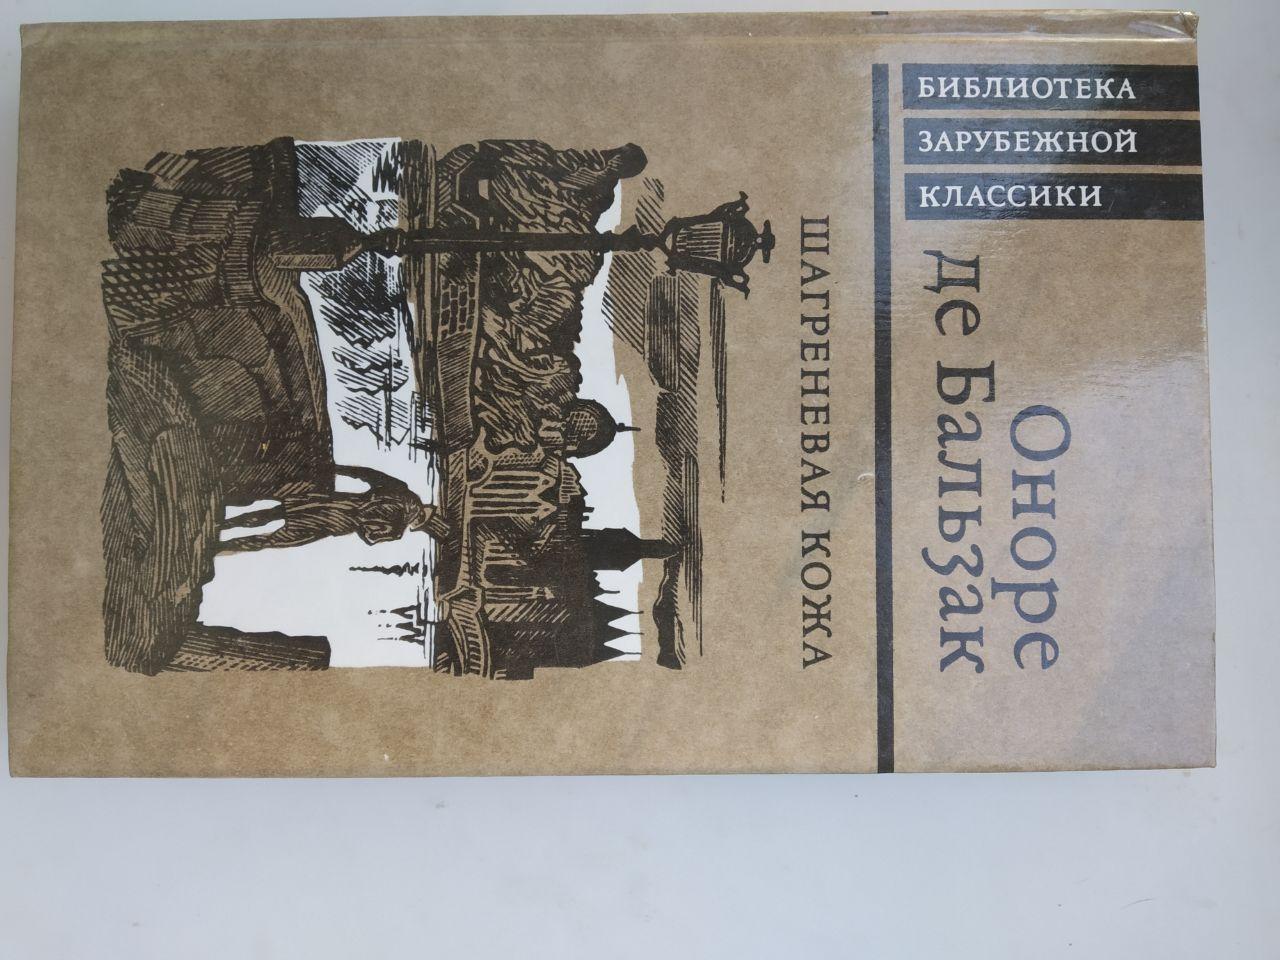 БИБЛИОТЕКА
ЗАРУБЕЖНОЙ
КЛАССИКИ
Оноре
де Бальзак
ШАГРЕНЕВАЯ КОЖА